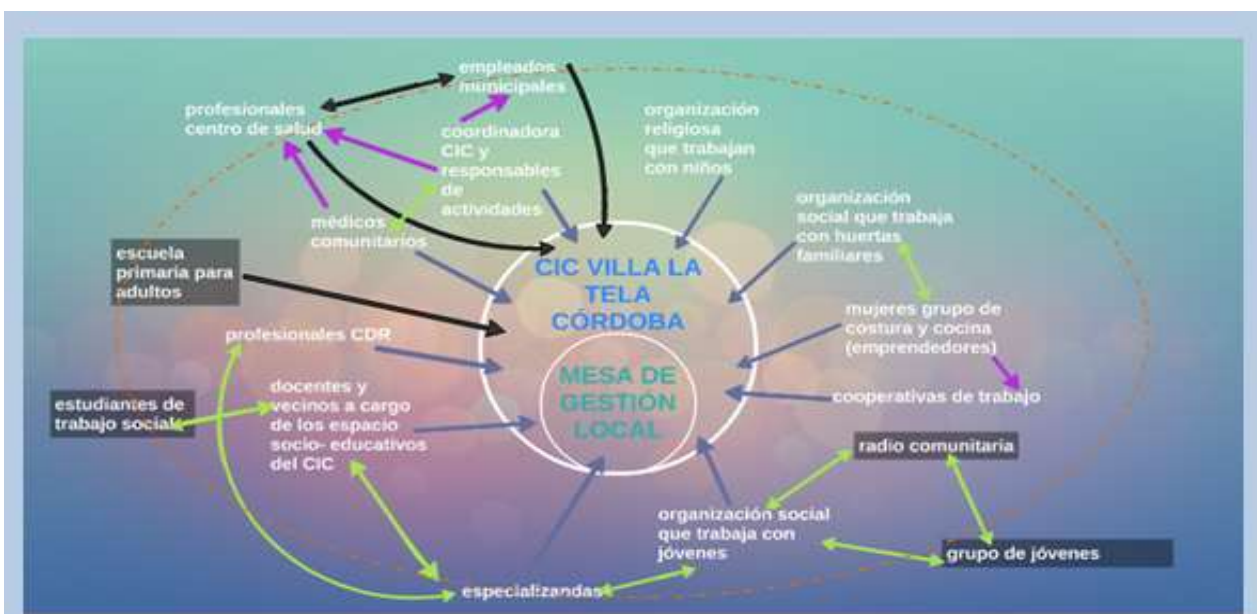 empleados
municipales
profesionales
centro de salud
coordinadora
CIC y
responsables
de
actividades
organización
religiosa
que trabajan
con niños
médicos
comunitarios
organización
social que trabaja
con huertas
familiares
escuela
primaria para
adultos
CIC VILLA LA
TELA
CÓRDOBA
mujeres grupo de
costura y cocina
(emprendedores)
profesionales CDR
MESA DE
GESTIÓN
LOCAL
docentes y
vecinos a cargo
de los espacio
socio- educativos
del CIC
cooperativas de trabajo
estudiantes de
trabajo social
radio comunitaria
organización social
que trabaja con
jóvenes
grupo de jóvenes
especializandas